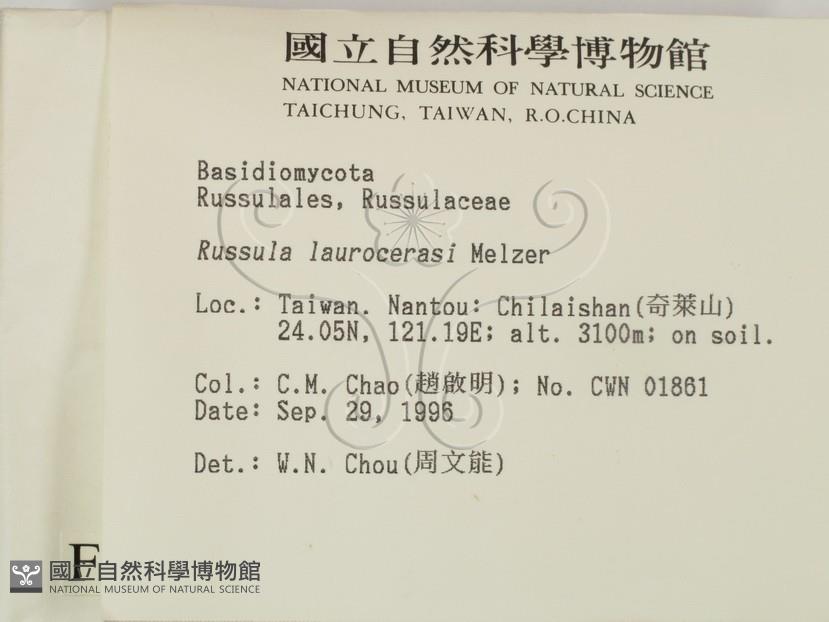 國立自然科學博物館
NATIONAL MUSEUM OF NATURAL SCIENCE
TAICHUNG, TAIWAN, R.O.CHINA
Basidiomycota
Russulales, Russulaceae
Russula laurocerasi Melzer
Loc.: Taiwan. Nantou: Chilaishan(奇萊山)
24.05N, 121.19E; alt. 3100m; on soil.
Col.: C.M. Chao(趙啟明); No. CWN 01861
Date: Sep. 29, 1996
Det.: W.N. Chou(周文能)
F
國立自然科學博物館
NATIONAL MUSEUM OF NATURAL SCIENCE